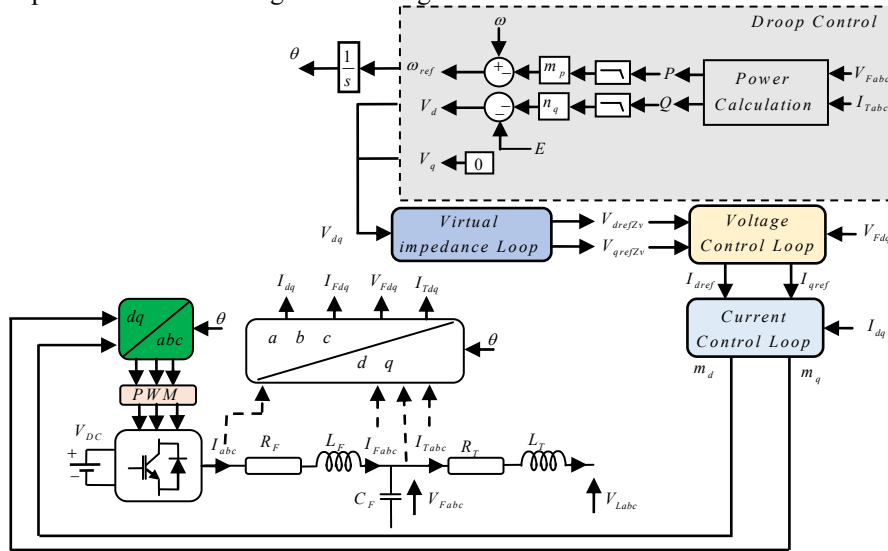 Droop Control
ω
θ
1
s
ω_ref
+
−
m_p
P
Power
Calculation
V_Fabc
V_d
−
−
n_q
Q
I_Tabc
E
V_q
0
V_dq
Virtual
impedance Loop
V_drefZv
V_qrefZv
Voltage
Control Loop
V_Fdq
I_dref
I_qref
I_dq
I_Fdq
V_Fdq
I_Tdq
dq
abc
θ
a b c
d q
θ
Current
Control Loop
I_dq
m_d
m_q
PWM
V_DC
+
−
I_abc
R_F
L_F
I_Fabc
I_Tabc
R_T
L_T
C_F
V_Fabc
V_Labc